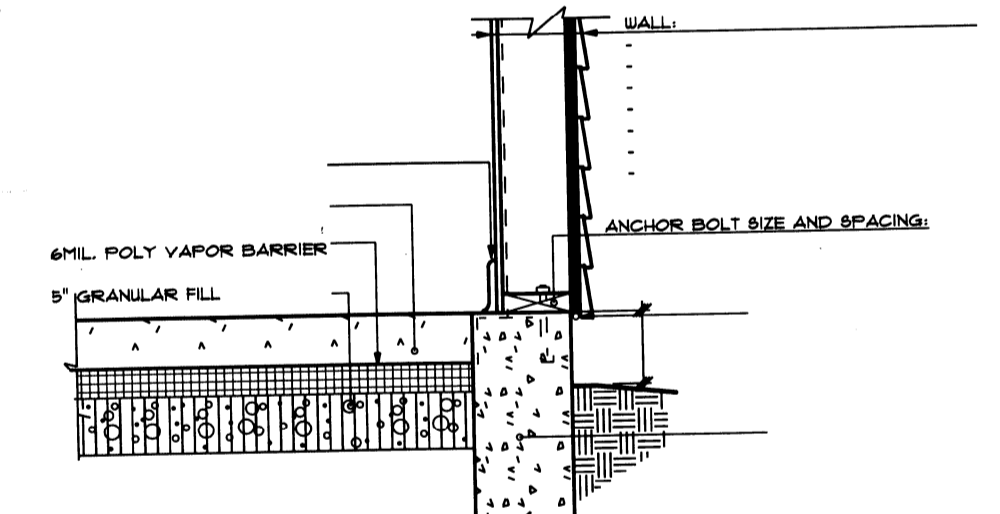 WALL:
-
-
-
-
-
-
-
ANCHOR BOLT SIZE AND SPACING:
6MIL. POLY VAPOR BARRIER
5" GRANULAR FILL